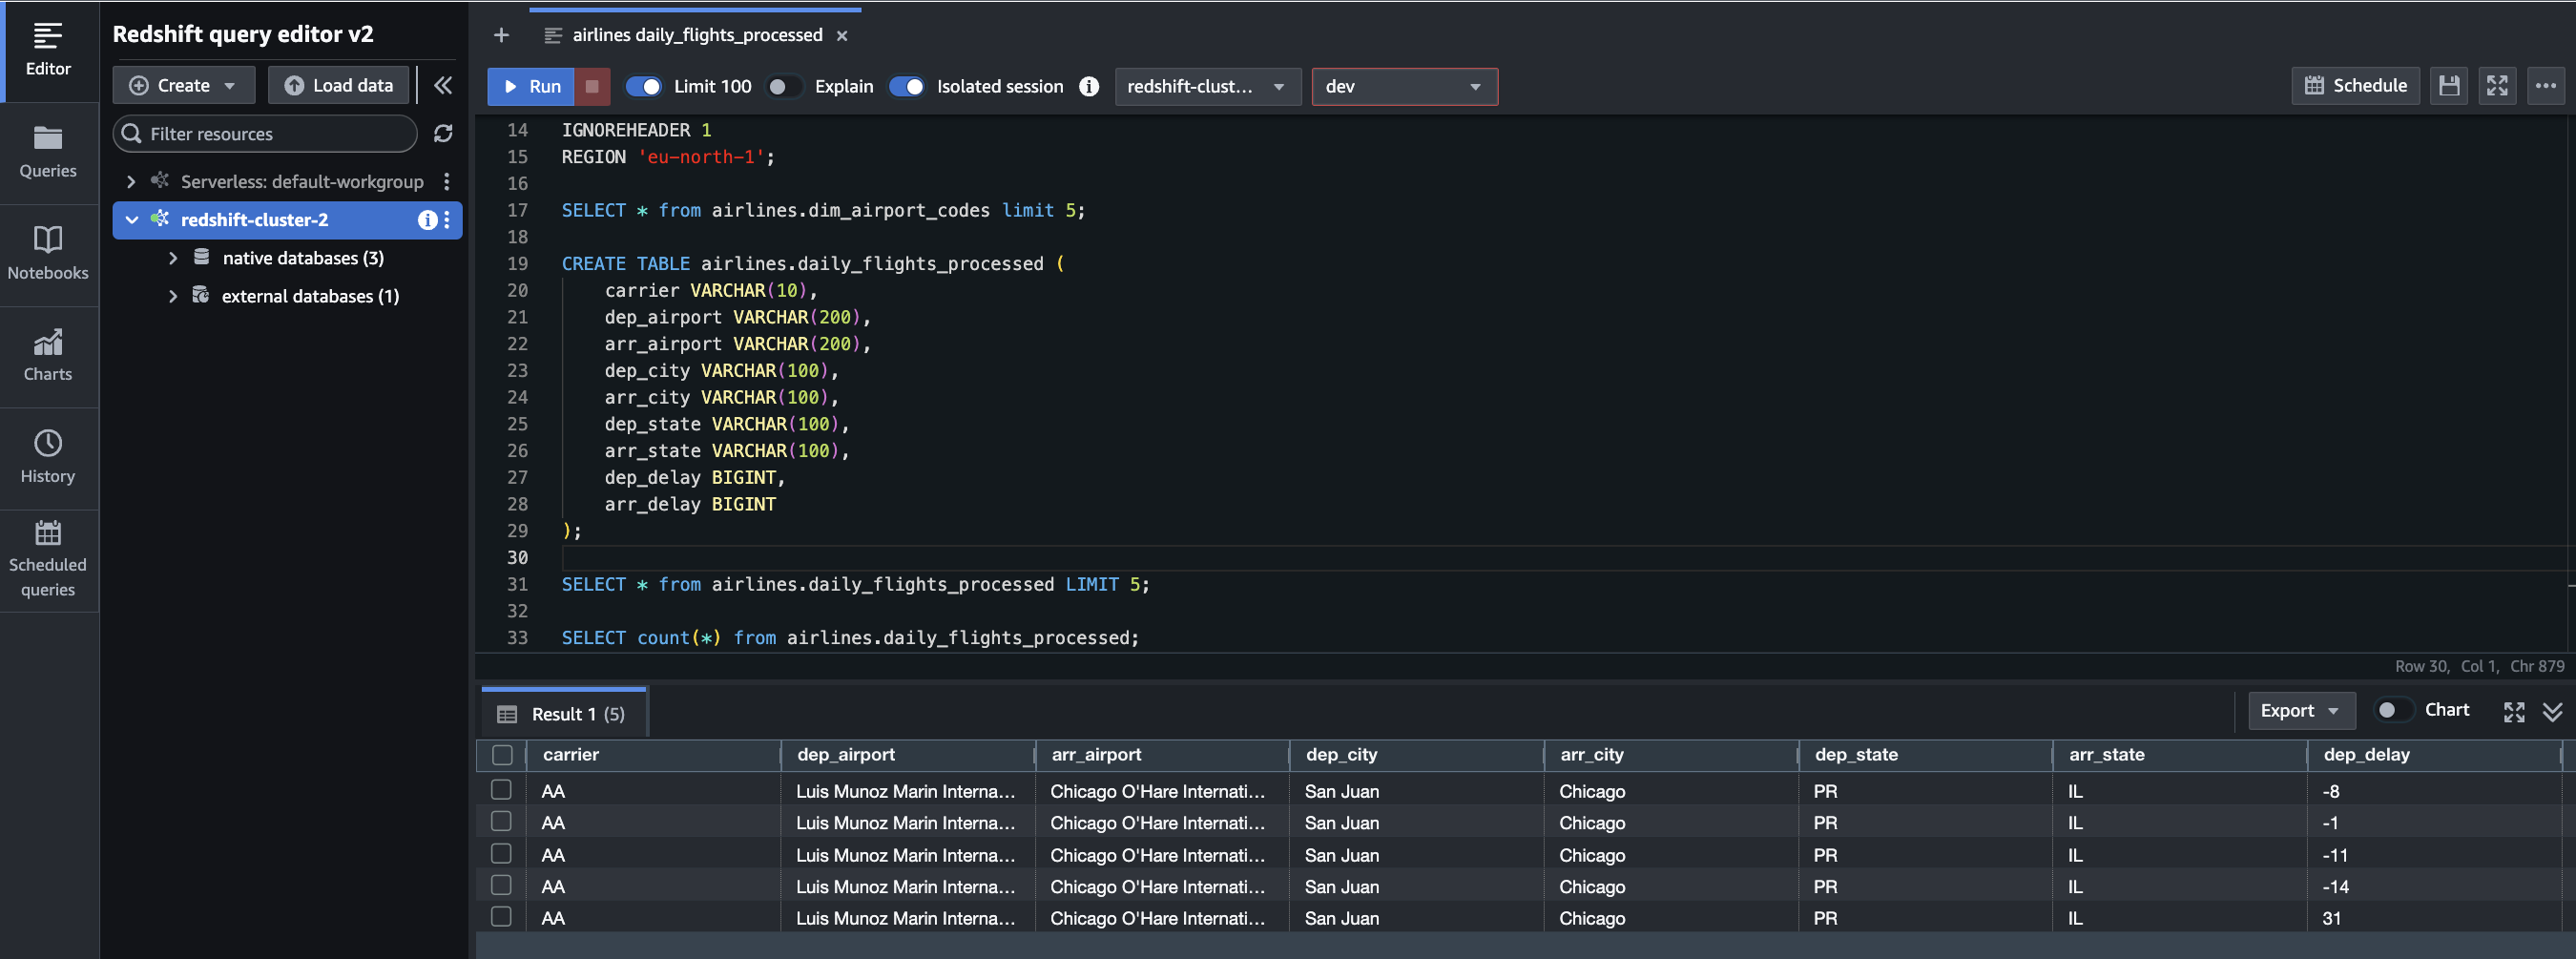 Editor
Queries
Notebooks
Charts
History
Scheduled
queries
Redshift query editor v2
Create
Load data
Filter resources
Serverless: default-workgroup
redshift-cluster-2
native databases (3)
external databases (1)
airlines daily_flights_processed
Run
Limit 100
Explain
Isolated session
redshift-clust...
dev
Schedule
14 IGNOREHEADER 1
15 REGION 'eu-north-1';
16
17 SELECT * from airlines.dim_airport_codes limit 5;
18
19 CREATE TABLE airlines.daily_flights_processed (
20 carrier VARCHAR(10),
21 dep_airport VARCHAR(200),
22 arr_airport VARCHAR(200),
23 dep_city VARCHAR(100),
24 arr_city VARCHAR(100),
25 dep_state VARCHAR(100),
26 arr_state VARCHAR(100),
27 dep_delay BIGINT,
28 arr_delay BIGINT
29 );
30
31 SELECT * from airlines.daily_flights_processed LIMIT 5;
32
33 SELECT count(*) from airlines.daily_flights_processed;
Row 30, Col 1, Chr 879
Result 1 (5)
Export
Chart
carrier dep_airport arr_airport dep_city arr_city dep_state arr_state dep_delay
AA Luis Munoz Marin Interna... Chicago O'Hare Internati... San Juan Chicago PR IL -8
AA Luis Munoz Marin Interna... Chicago O'Hare Internati... San Juan Chicago PR IL -1
AA Luis Munoz Marin Interna... Chicago O'Hare Internati... San Juan Chicago PR IL -11
AA Luis Munoz Marin Interna... Chicago O'Hare Internati... San Juan Chicago PR IL -14
AA Luis Munoz Marin Interna... Chicago O'Hare Internati... San Juan Chicago PR IL 31